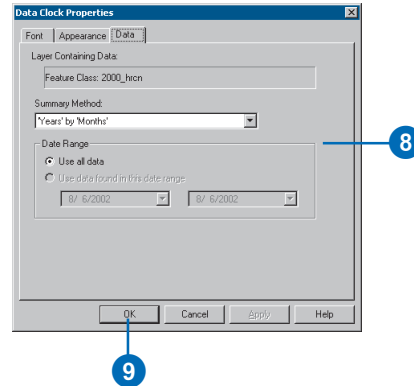 Data Clock Properties
Font Appearance Data
Layer Containing Data:
Feature Class: 2000_hrcn
Summary Method:
'Years' by 'Months'
Date Range
Use all data
Use data found in this date range
8/ 6/2002 8/ 6/2002
8
OK Cancel Apply Help
9